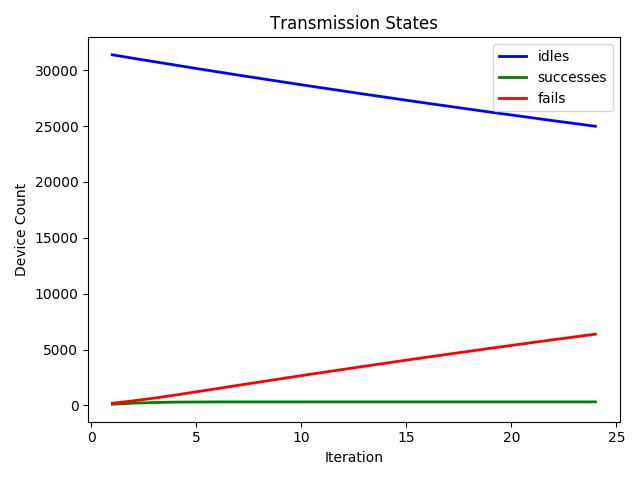 Transmission States
idles
successes
fails
Device Count
30000
25000
20000
15000
10000
5000
0
0 5 10 15 20 25
Iteration